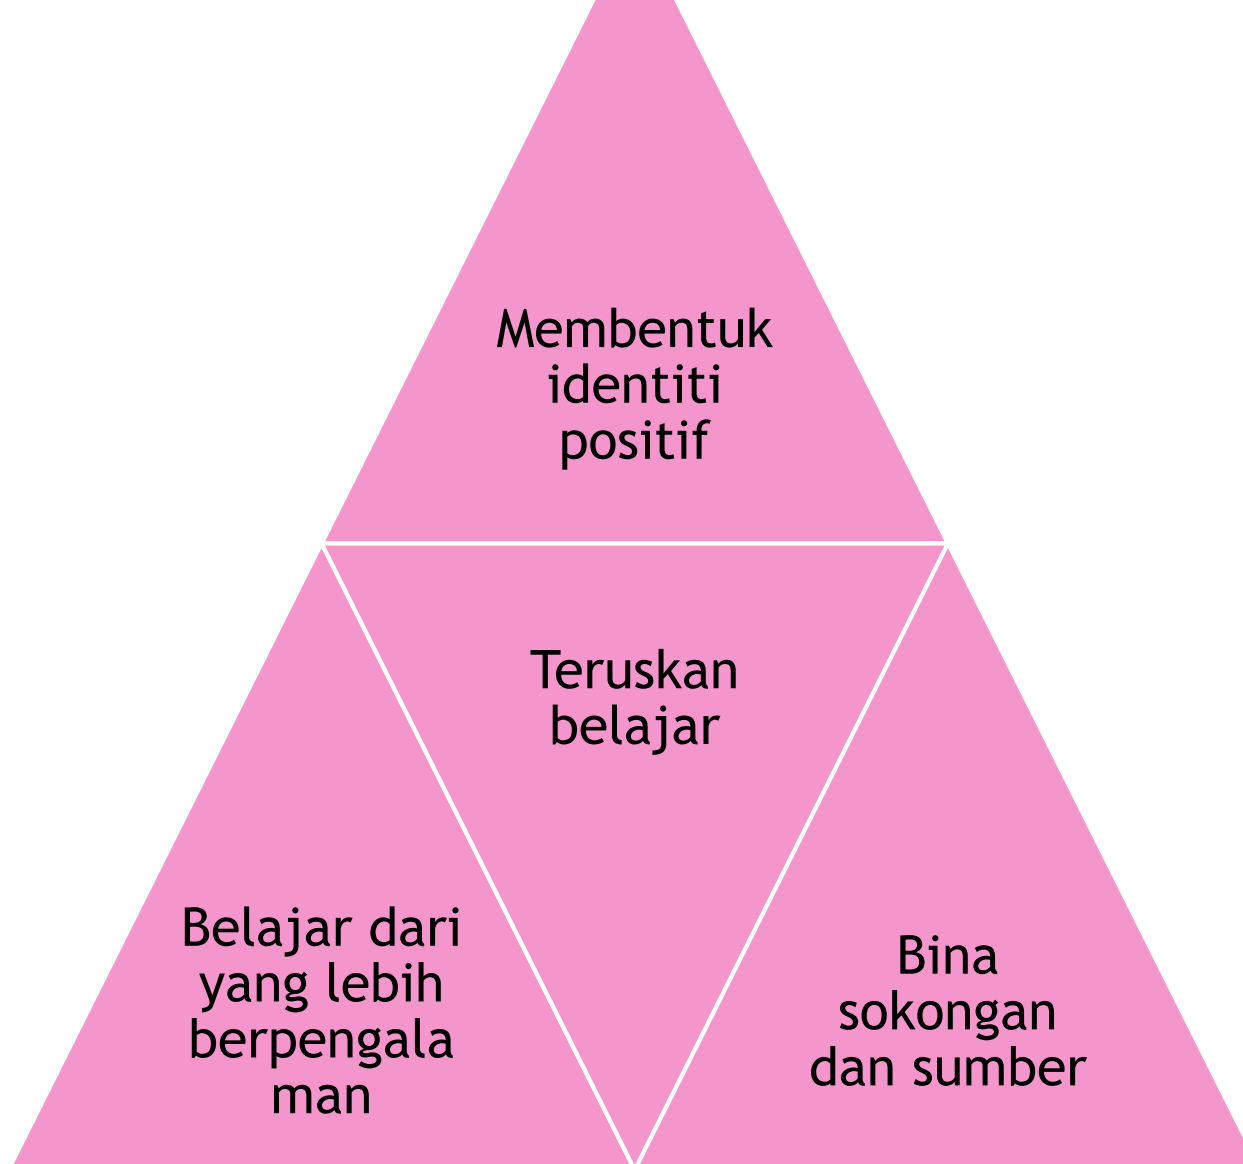 Membentuk
identiti
positif
Teruskan
belajar
Belajar dari
yang lebih
berpengala
man
Bina
sokongan
dan sumber